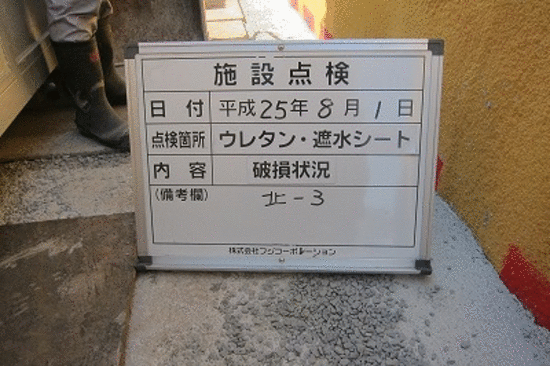 施設点検
日付 平成25年8月1日
点検箇所 ウレタン・遮水シート
内容 破損状況
(備考欄) 北-3
株式会社フジコーポレーション